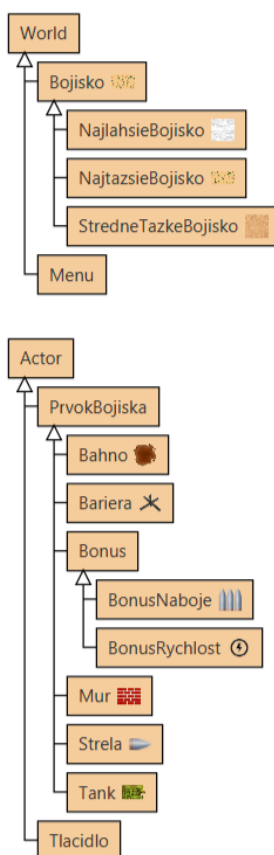 World
Bojisko
NajlahsieBojisko
NajtazsieBojisko
StredneTazkeBojisko
Menu
Actor
PrvokBojiska
Bahno
Bariera
Bonus
BonusNaboje
BonusRychlost
Mur
Strela
Tank
Tlacidlo